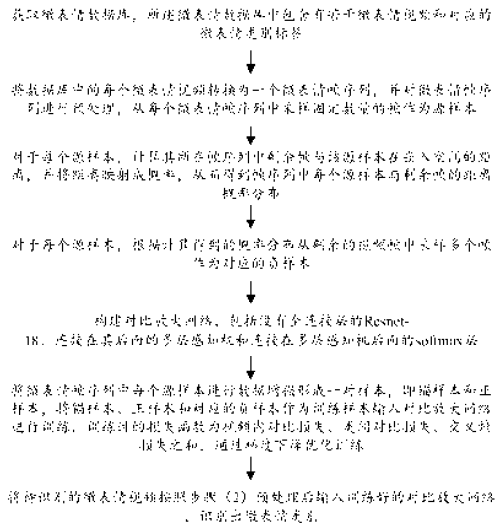 获取微表情数据库，所述微表情数据库中包含有若干微表情视频和对应的
微表情类别标签
将数据库中的每个微表情视频转换为一个微表情帧序列，并对微表情帧序
列进行预处理，从每个微表情帧序列中采样固定数量的帧作为源样本
对于每个源样本，计算其所在帧序列中剩余帧与该源样本在嵌入空间的距
离，并将距离映射成概率，从而得到帧序列中每个源样本与剩余帧的距离
概率分布
对于每个源样本，根据计算得到的概率分布从剩余的视频帧中采样多个帧
作为对应的负样本
构建对比放大网络，包括没有全连接层的Resnet-
18、连接在其后面的多层感知机和连接在多层感知机后面的softmax层
将微表情帧序列中每个源样本进行数据增强形成一对样本，即锚样本和正
样本，将锚样本、正样本和对应的负样本作为训练样本输入对比放大网络
进行训练，训练时的损失函数为视频内对比损失、类间对比损失、交叉熵
损失之和，通过梯度下降优化训练
将待识别的微表情视频按照步骤（2）预处理后输入训练好的对比放大网络
，识别出微表情类别